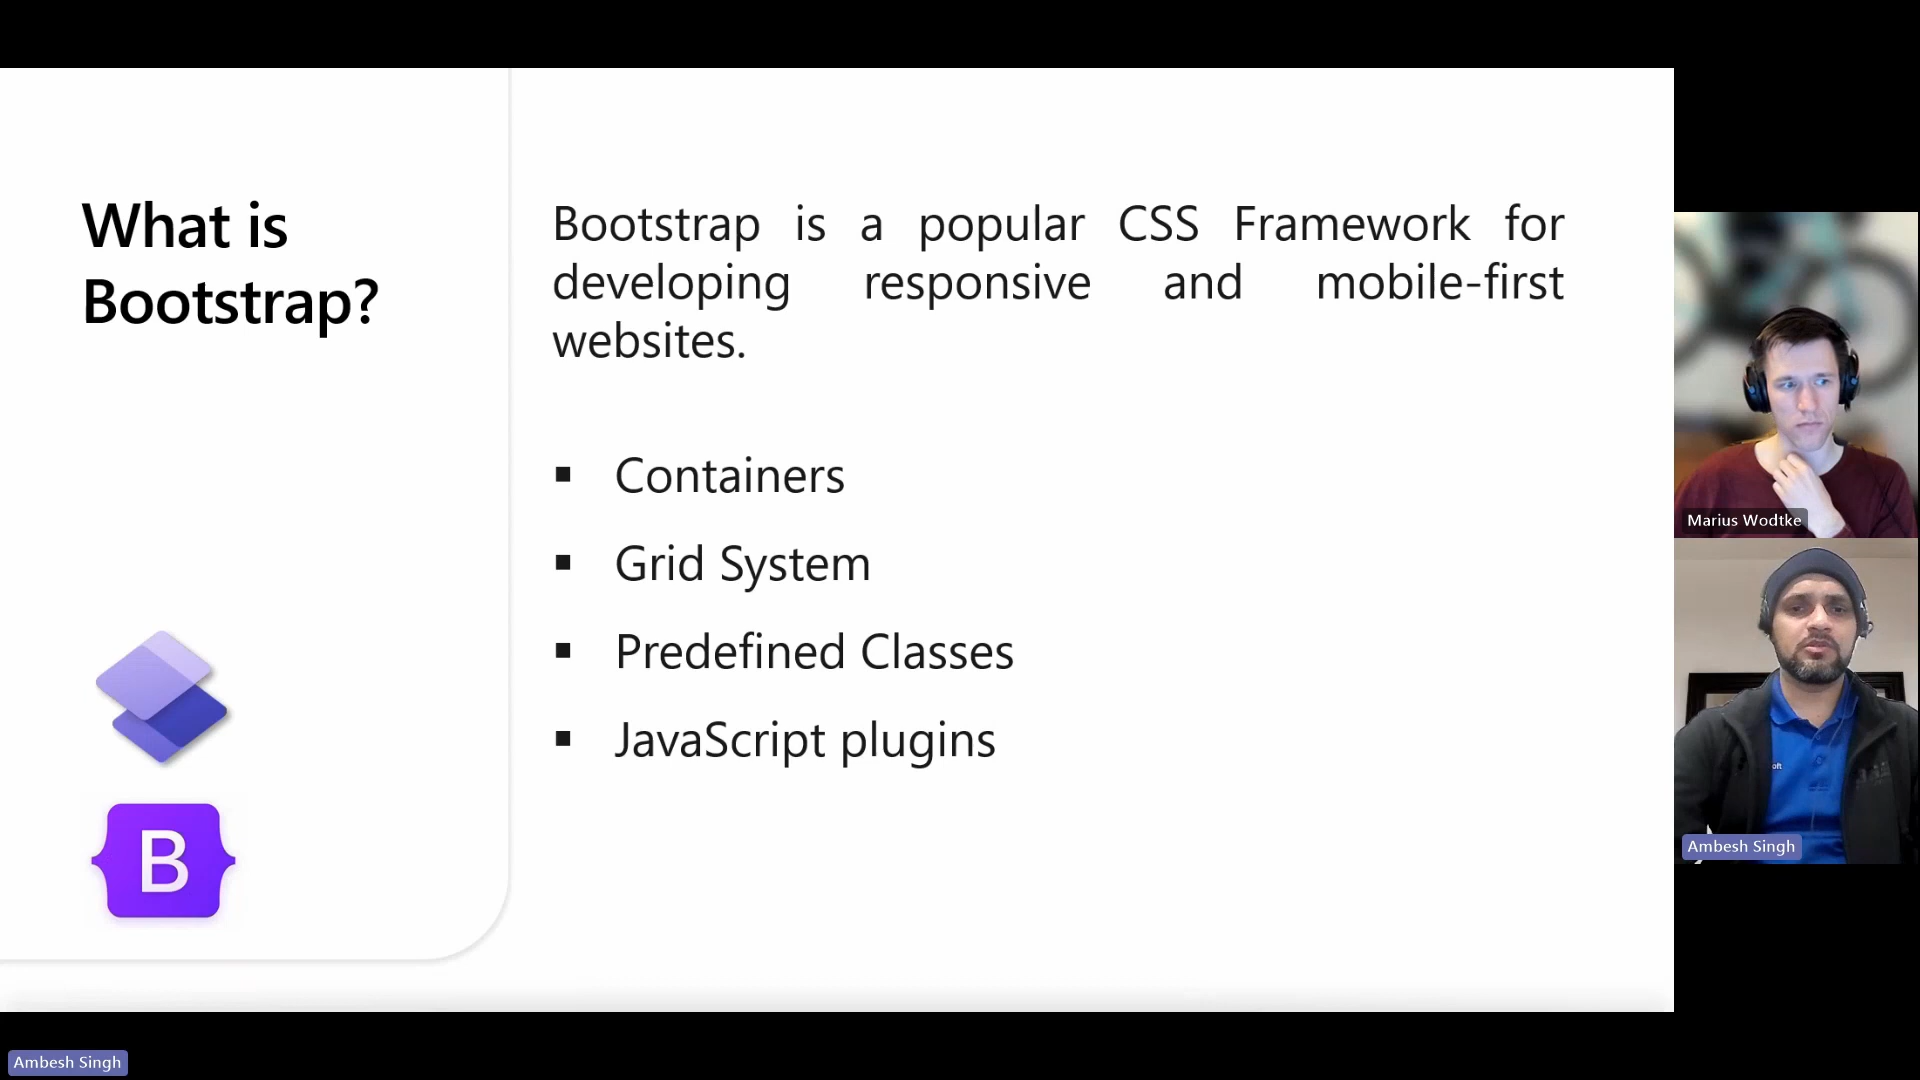 What is
Bootstrap?
Bootstrap is a popular CSS Framework for
developing responsive and mobile-first
websites.
▪ Containers
▪ Grid System
▪ Predefined Classes
▪ JavaScript plugins
B
Marius Wodtke
oft
Ambesh Singh
Ambesh Singh